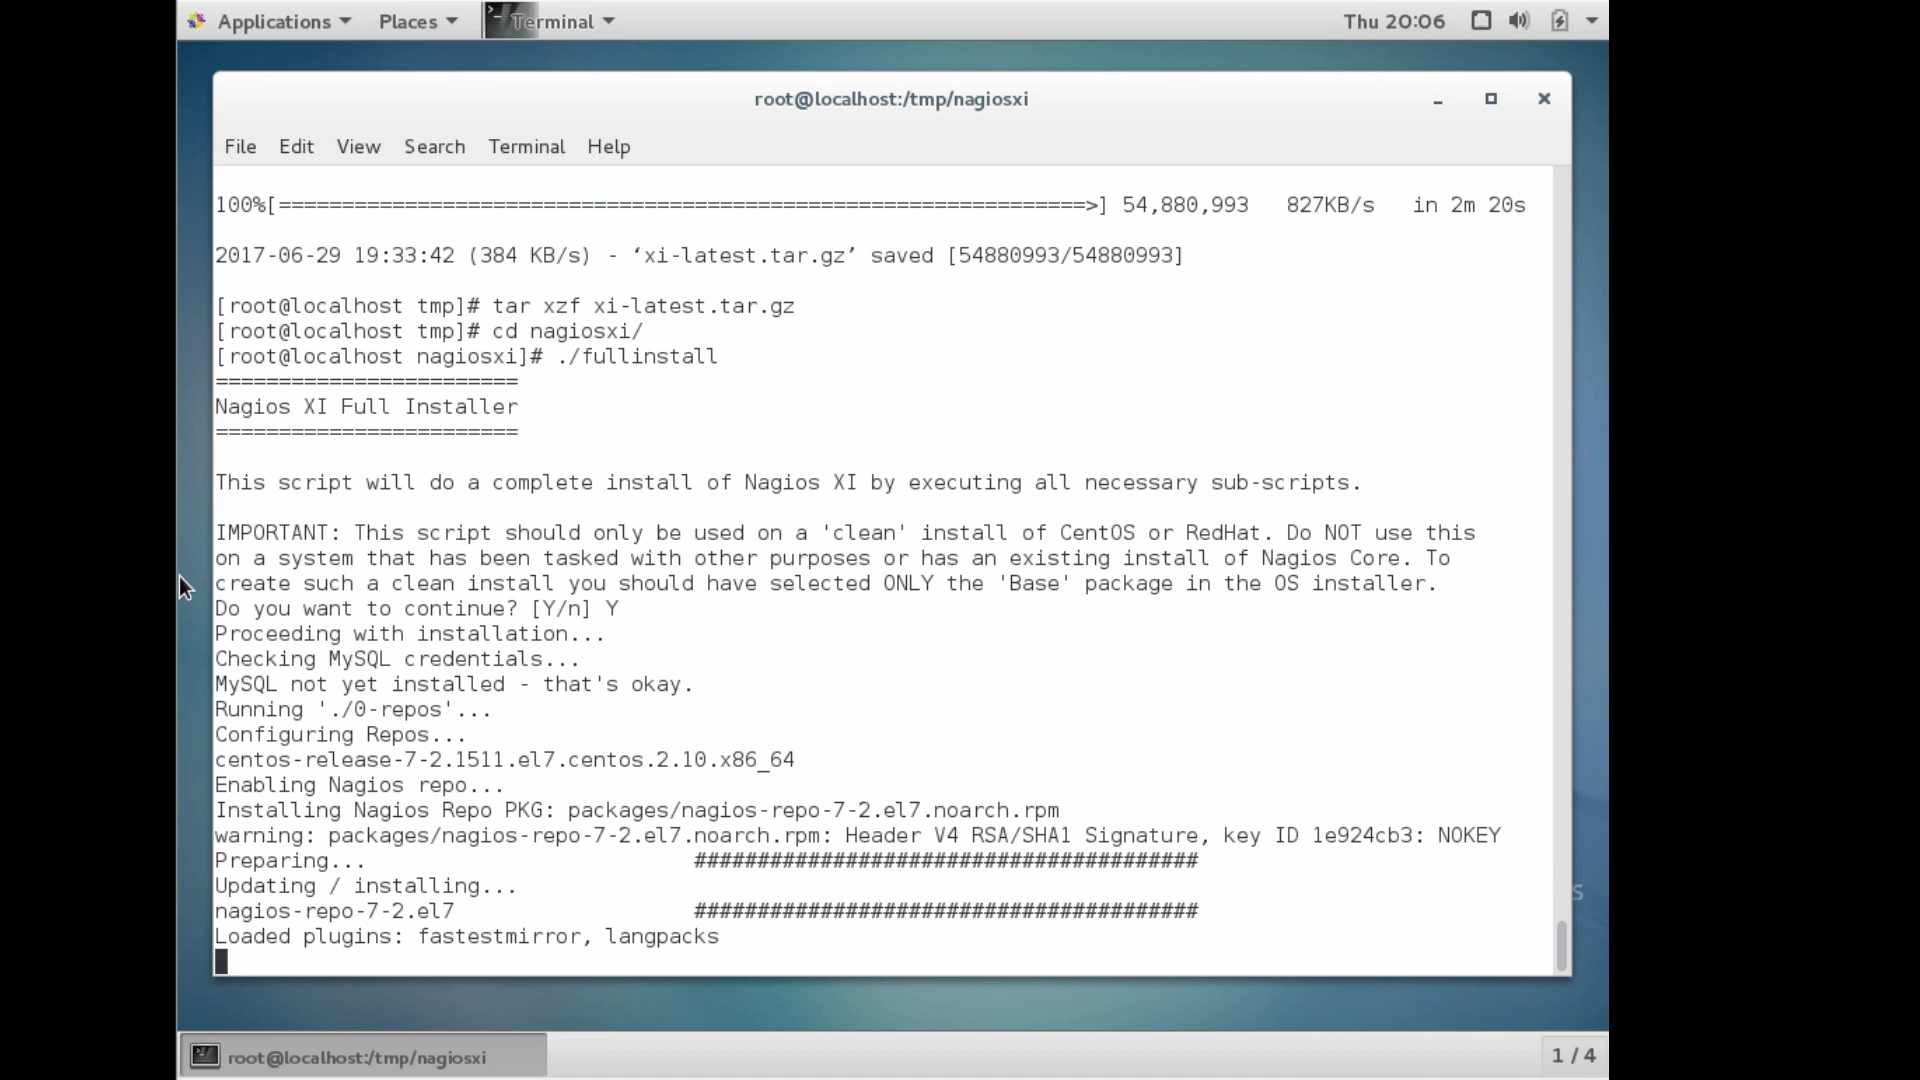 Applications Places Terminal Thu 20:06
root@localhost:/tmp/nagiosxi
File Edit View Search Terminal Help
100%[================================================================>] 54,880,993 827KB/s in 2m 20s
2017-06-29 19:33:42 (384 KB/s) - ‘xi-latest.tar.gz’ saved [54880993/54880993]
[root@localhost tmp]# tar xzf xi-latest.tar.gz
[root@localhost tmp]# cd nagiosxi/
[root@localhost nagiosxi]# ./fullinstall
========================
Nagios XI Full Installer
========================
This script will do a complete install of Nagios XI by executing all necessary sub-scripts.
IMPORTANT: This script should only be used on a 'clean' install of CentOS or RedHat. Do NOT use this
on a system that has been tasked with other purposes or has an existing install of Nagios Core. To
create such a clean install you should have selected ONLY the 'Base' package in the OS installer.
Do you want to continue? [Y/n] Y
Proceeding with installation...
Checking MySQL credentials...
MySQL not yet installed - that's okay.
Running './0-repos'...
Configuring Repos...
centos-release-7-2.1511.el7.centos.2.10.x86_64
Enabling Nagios repo...
Installing Nagios Repo PKG: packages/nagios-repo-7-2.el7.noarch.rpm
warning: packages/nagios-repo-7-2.el7.noarch.rpm: Header V4 RSA/SHA1 Signature, key ID 1e924cb3: NOKEY
Preparing... ########################################
Updating / installing...
nagios-repo-7-2.el7 ########################################
Loaded plugins: fastestmirror, langpacks
root@localhost:/tmp/nagiosxi 1 / 4